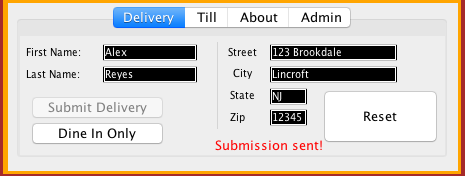 Delivery Till About Admin
First Name: Alex
Last Name: Reyes
Submit Delivery
Dine In Only
Street 123 Brookdale
City Lincroft
State NJ
Zip 12345
Reset
Submission sent!